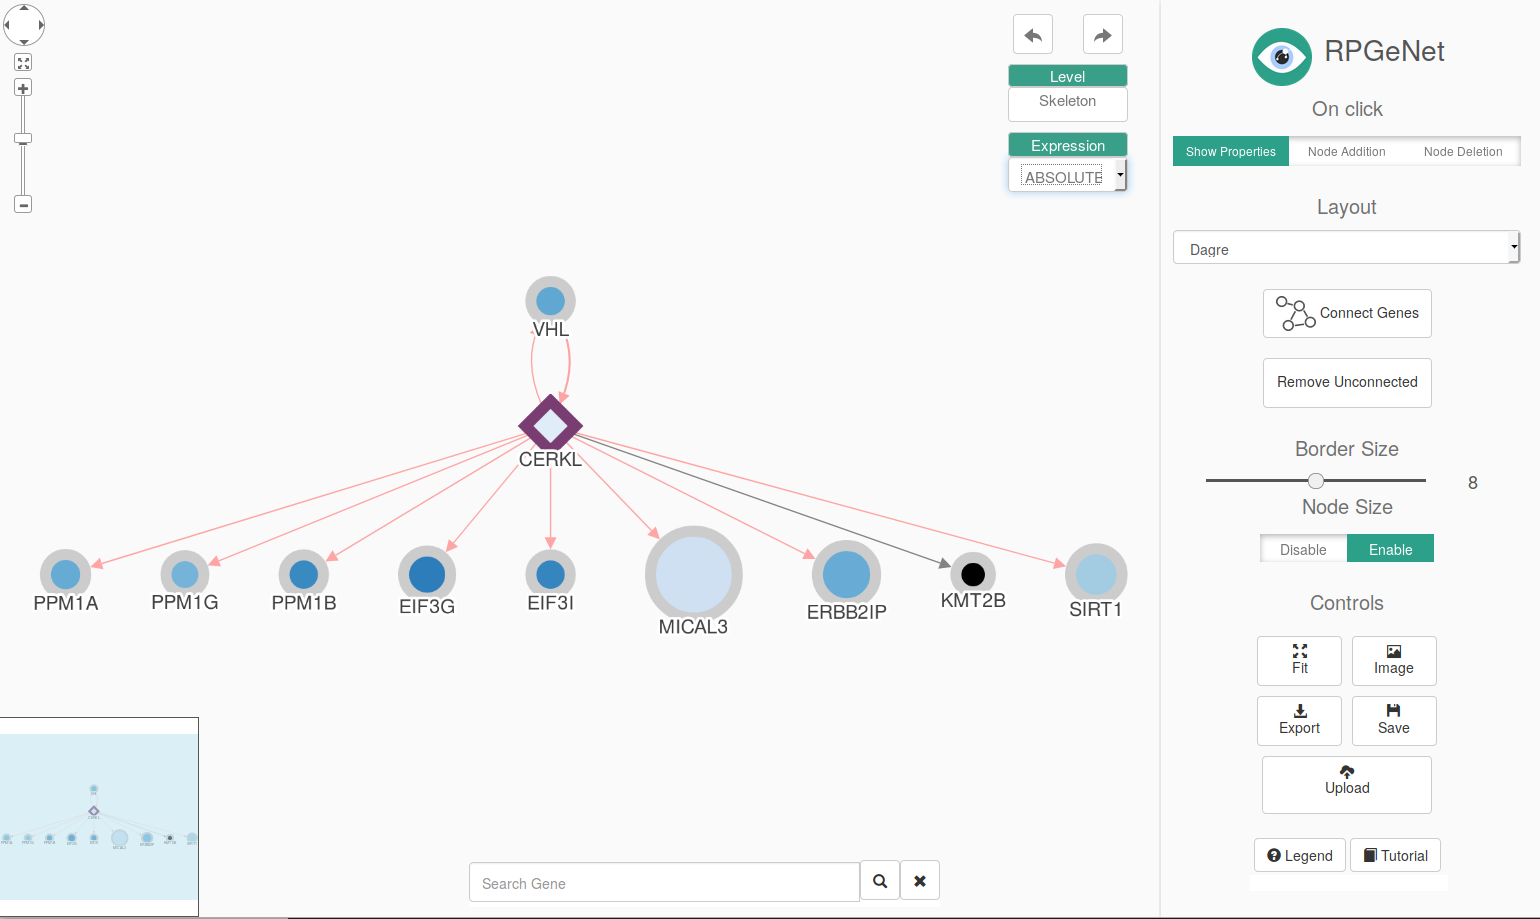 RPGeNet
On click
Show Properties
Node Addition
Node Deletion
Level
Skeleton
Expression
ABSOLUTE
Layout
Dagre
Connect Genes
Remove Unconnected
Border Size
8
Node Size
Disable
Enable
Controls
Fit
Image
Export
Save
Upload
Legend
Tutorial
VHL
CERKL
PPM1A
PPM1G
PPM1B
EIF3G
EIF3I
MICAL3
ERBB2IP
KMT2B
SIRT1
Search Gene